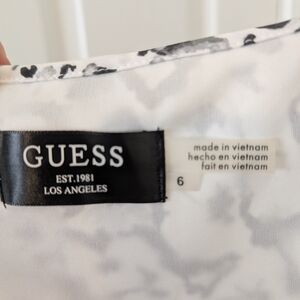 GUESS
EST.1981
LOS ANGELES
made in vietnam
hecho en vietnam
fait en vietnam
6